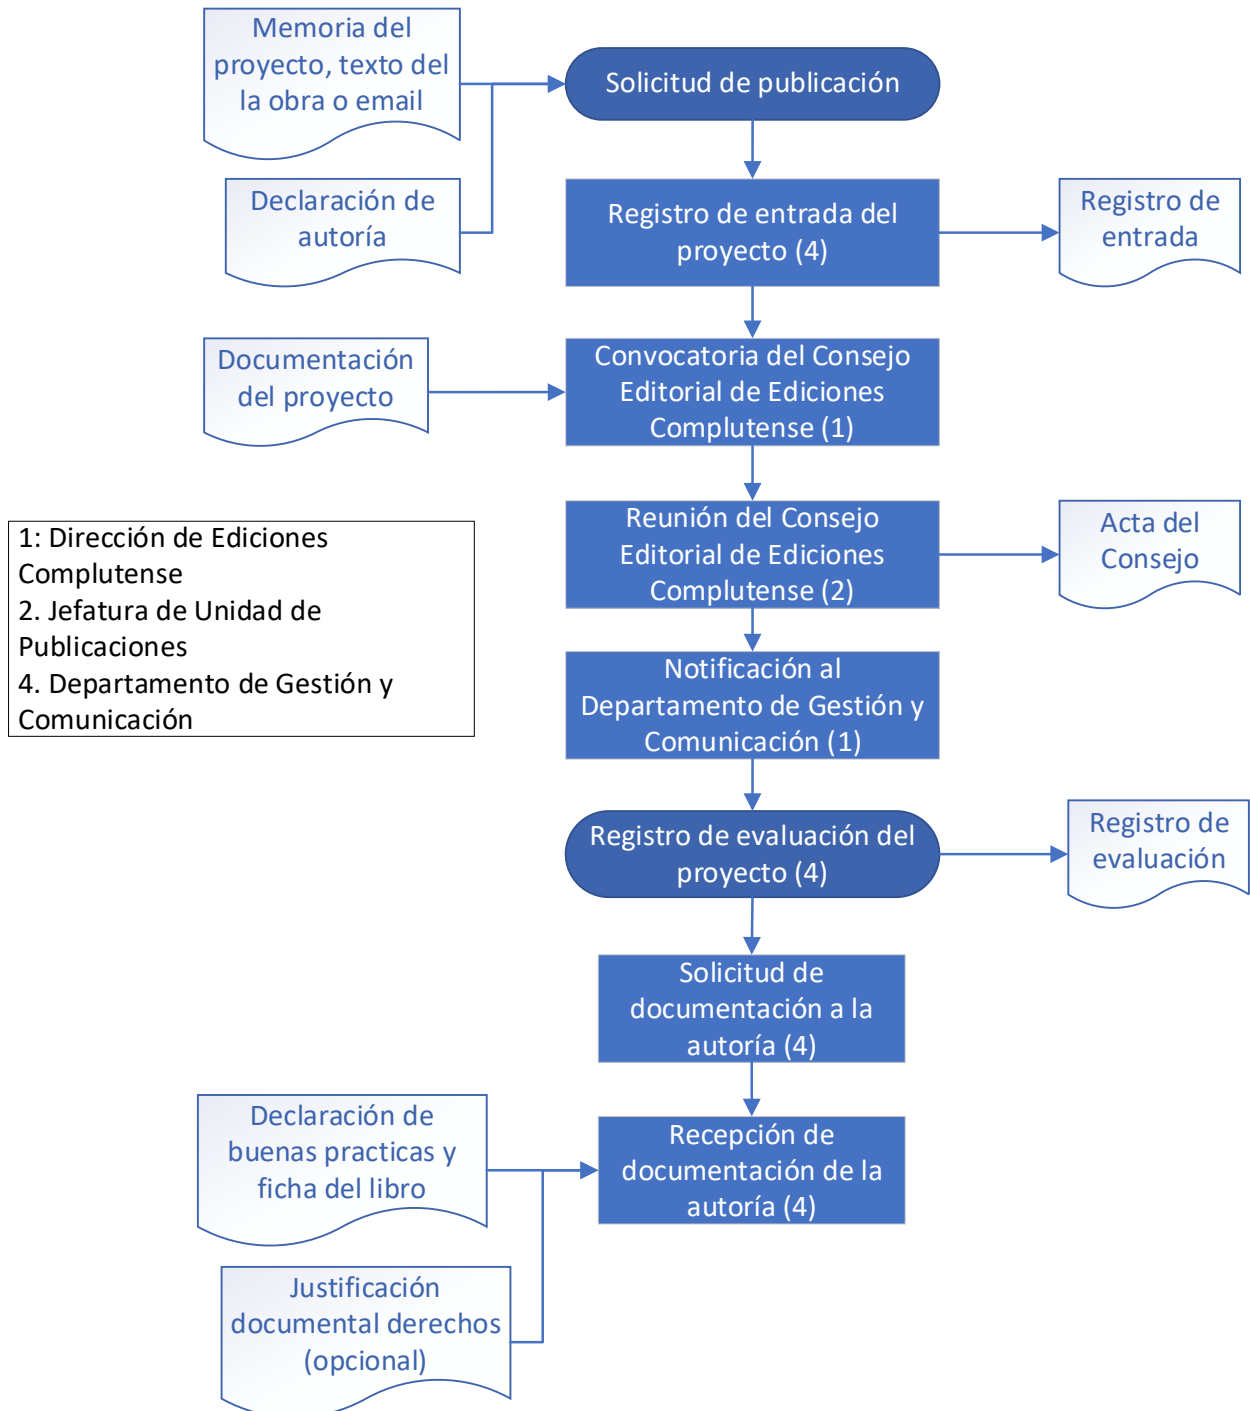 Memoria del
proyecto, texto del
la obra o email
Solicitud de publicación
Declaración de
autoría
Registro de entrada del
proyecto (4)
Registro de
entrada
Documentación
del proyecto
Convocatoria del Consejo
Editorial de Ediciones
Complutense (1)
Reunión del Consejo
Editorial de Ediciones
Complutense (2)
Acta del
Consejo
1: Dirección de Ediciones
Complutense
2. Jefatura de Unidad de
Publicaciones
4. Departamento de Gestión y
Comunicación
Notificación al
Departamento de Gestión y
Comunicación (1)
Registro de evaluación del
proyecto (4)
Registro de
evaluación
Solicitud de
documentación a la
autoría (4)
Declaración de
buenas practicas y
ficha del libro
Recepción de
documentación de la
autoría (4)
Justificación
documental derechos
(opcional)